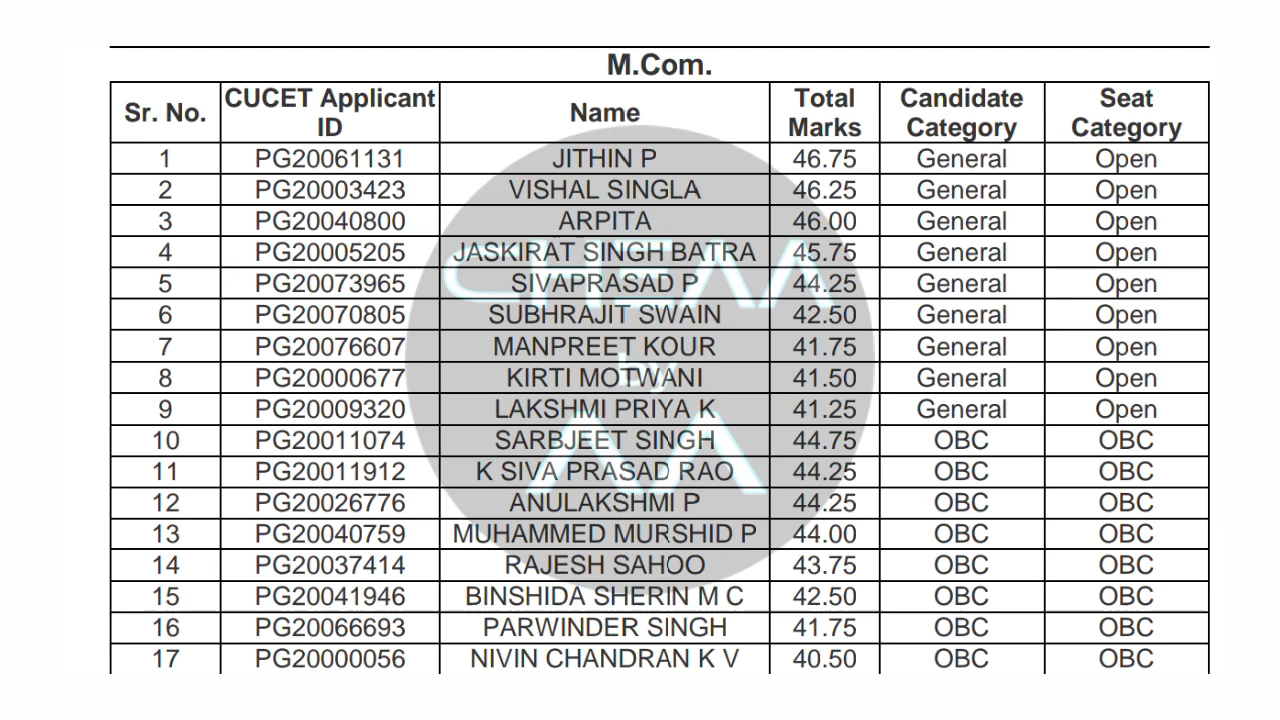 M.Com.
Sr. No. CUCET Applicant ID Name Total Marks Candidate Category Seat Category
1 PG20061131 JITHIN P 46.75 General Open
2 PG20003423 VISHAL SINGLA 46.25 General Open
3 PG20040800 ARPITA 46.00 General Open
4 PG20005205 JASKIRAT SINGH BATRA 45.75 General Open
5 PG20073965 SIVAPRASAD P 44.25 General Open
6 PG20070805 SUBHRAJIT SWAIN 42.50 General Open
7 PG20076607 MANPREET KOUR 41.75 General Open
8 PG20000677 KIRTI MOTWANI 41.50 General Open
9 PG20009320 LAKSHMI PRIYA K 41.25 General Open
10 PG20011074 SARBJEET SINGH 44.75 OBC OBC
11 PG20011912 K SIVA PRASAD RAO 44.25 OBC OBC
12 PG20026776 ANULAKSHMI P 44.25 OBC OBC
13 PG20040759 MUHAMMED MURSHID P 44.00 OBC OBC
14 PG20037414 RAJESH SAHOO 43.75 OBC OBC
15 PG20041946 BINSHIDA SHERIN M C 42.50 OBC OBC
16 PG20066693 PARWINDER SINGH 41.75 OBC OBC
17 PG20000056 NIVIN CHANDRAN K V 40.50 OBC OBC
by